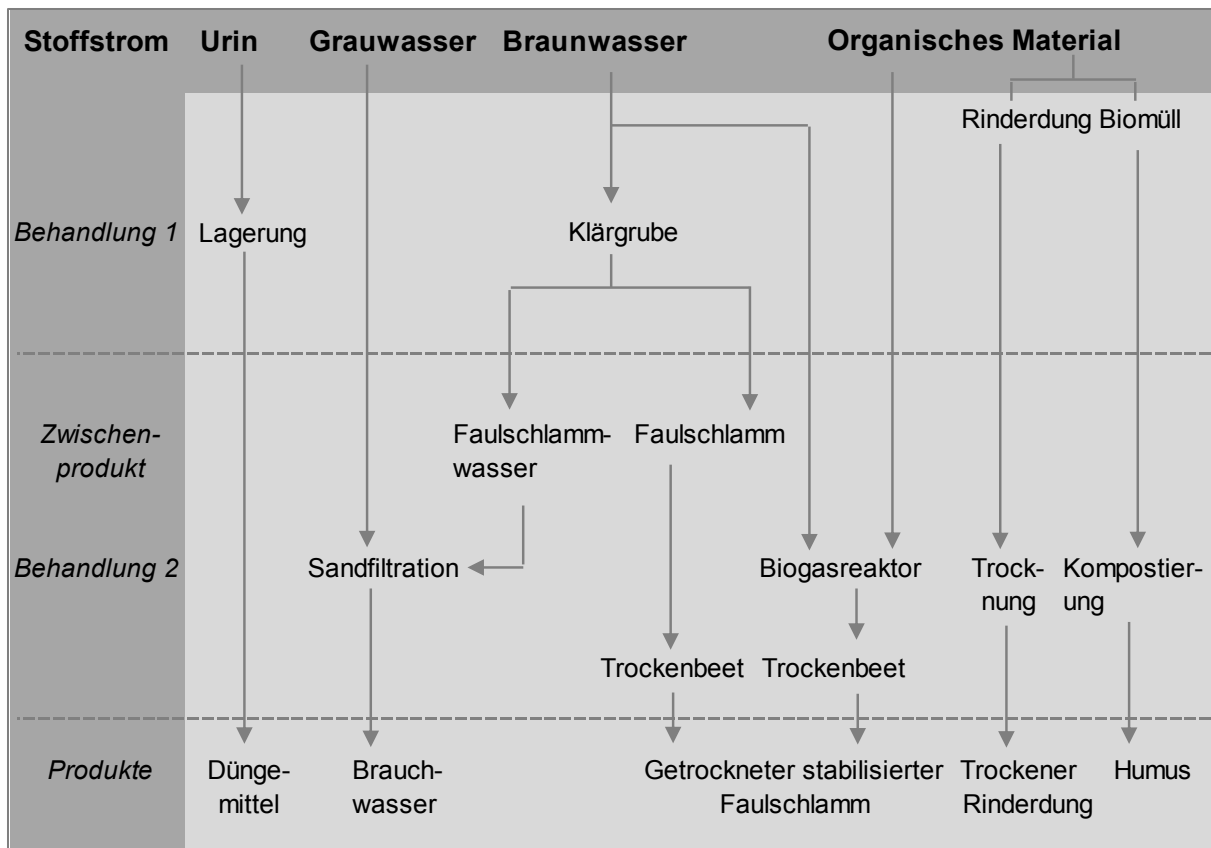 Stoffstrom Urin Grauwasser Braunwasser Organisches Material
Rinderdung Biomüll
Behandlung 1 Lagerung Klärgrube
Zwischen-
produkt
Faulschlamm-
wasser
Faulschlamm
Behandlung 2 Sandfiltration Biogasreaktor
Trock-
nung
Kompostier-
ung
Trockenbeet Trockenbeet
Produkte
Dünge-
mittel
Brauch-
wasser
Getrockneter stabilisierter
Faulschlamm
Trockener
Rinderdung
Humus